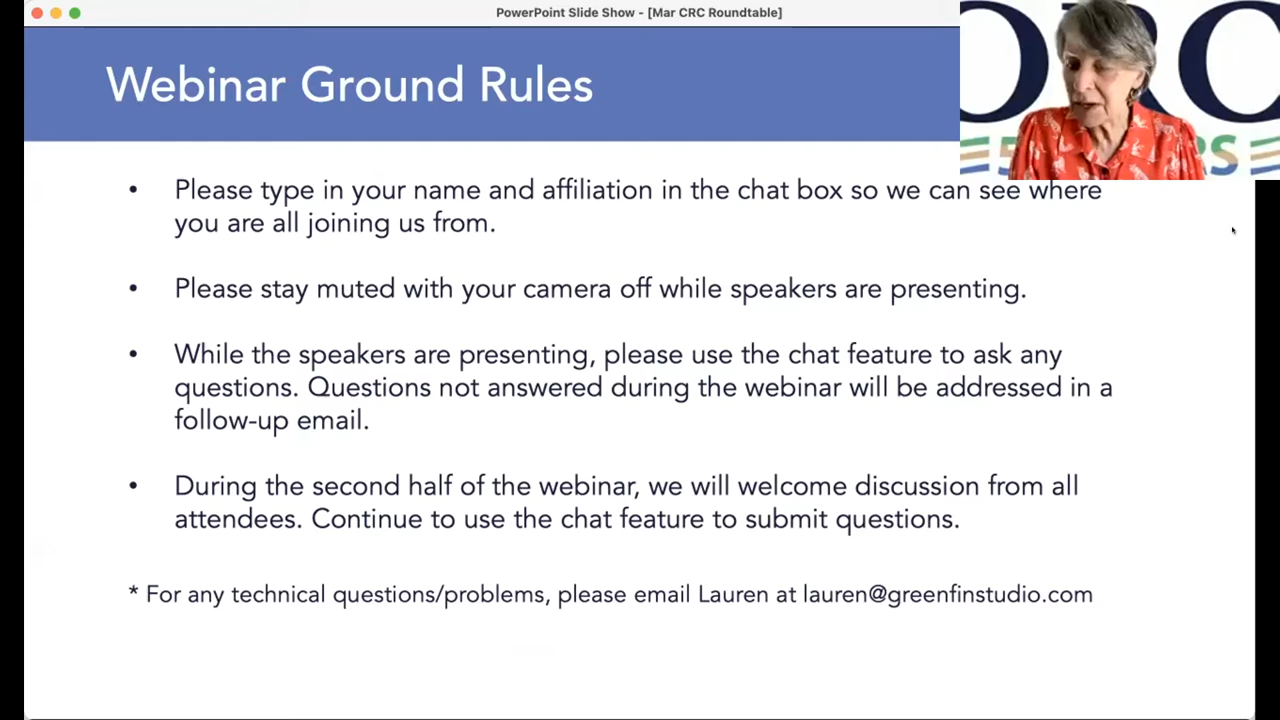 PowerPoint Slide Show - [Mar CRC Roundtable]
Webinar Ground Rules
• Please type in your name and affiliation in the chat box so we can see where
you are all joining us from.
• Please stay muted with your camera off while speakers are presenting.
• While the speakers are presenting, please use the chat feature to ask any
questions. Questions not answered during the webinar will be addressed in a
follow-up email.
• During the second half of the webinar, we will welcome discussion from all
attendees. Continue to use the chat feature to submit questions.
* For any technical questions/problems, please email Lauren at lauren@greenfinstudio.com